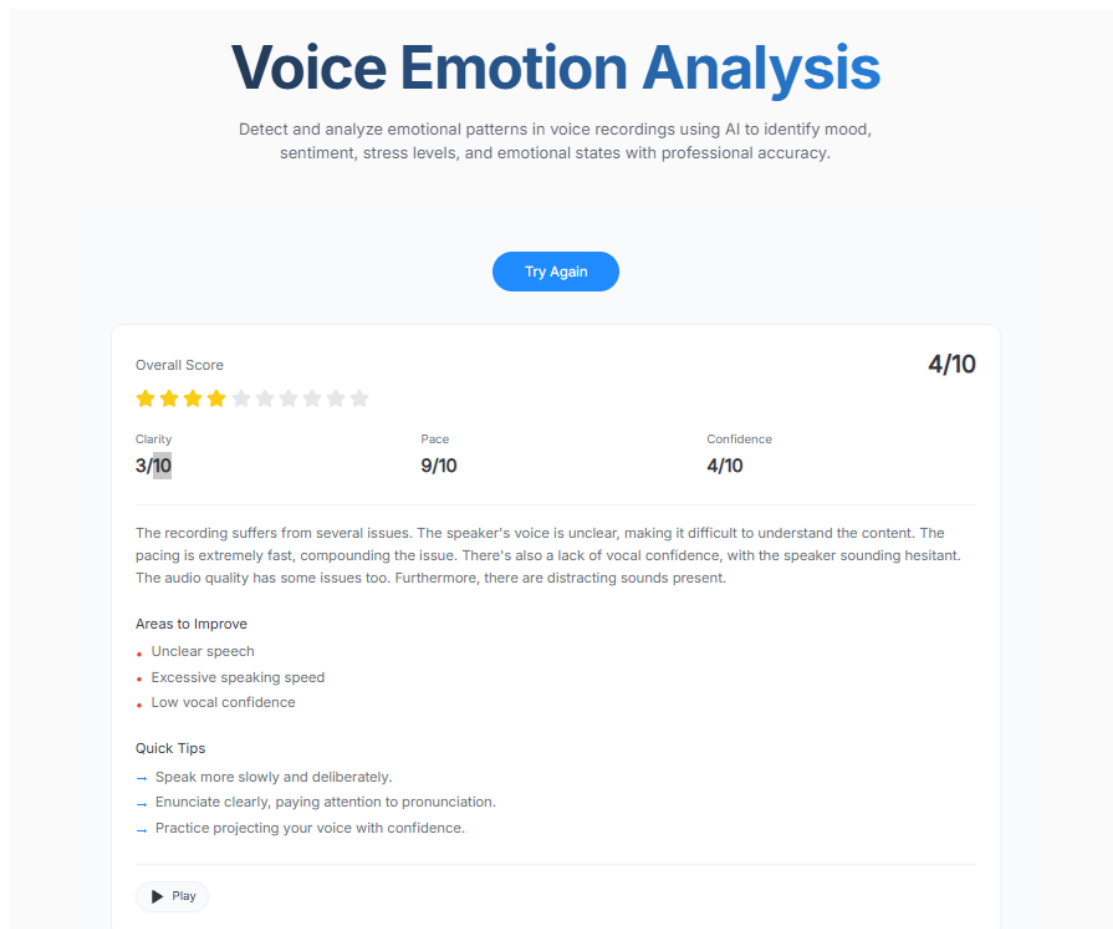 Voice Emotion Analysis
Detect and analyze emotional patterns in voice recordings using AI to identify mood,
sentiment, stress levels, and emotional states with professional accuracy.
Try Again
Overall Score
4/10
Clarity
Pace
Confidence
3/10
9/10
4/10
The recording suffers from several issues. The speaker's voice is unclear, making it difficult to understand the content. The
pacing is extremely fast, compounding the issue. There's also a lack of vocal confidence, with the speaker sounding hesitant.
The audio quality has some issues too. Furthermore, there are distracting sounds present.
Areas to Improve
• Unclear speech
• Excessive speaking speed
• Low vocal confidence
Quick Tips
→ Speak more slowly and deliberately.
→ Enunciate clearly, paying attention to pronunciation.
→ Practice projecting your voice with confidence.
Play